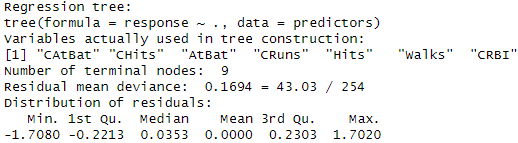 Regression tree:
tree(formula = response ~ ., data = predictors)
Variables actually used in tree construction:
[1] "CAtBat" "CHits"  "AtBat"  "CRuns"  "Hits"   "Walks"  "CRBI"
Number of terminal nodes:  9
Residual mean deviance:  0.1694 = 43.03 / 254
Distribution of residuals:
   Min. 1st Qu.  Median    Mean 3rd Qu.    Max.
-1.7080 -0.2213  0.0353  0.0000  0.2303  1.7020